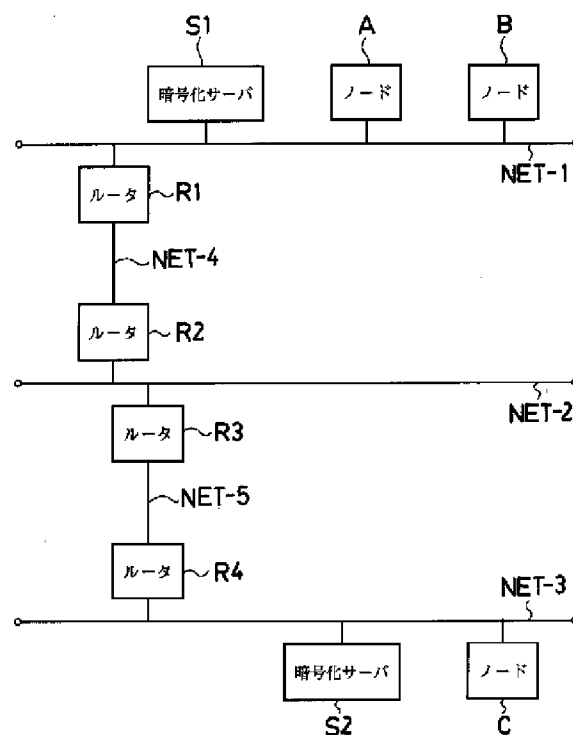 S1 A B
暗号化サーバ ノード ノード
NET-1
ルータ R1
NET-4
ルータ R2
NET-2
ルータ R3
NET-5
ルータ R4
NET-3
暗号化サーバ ノード
S2 C